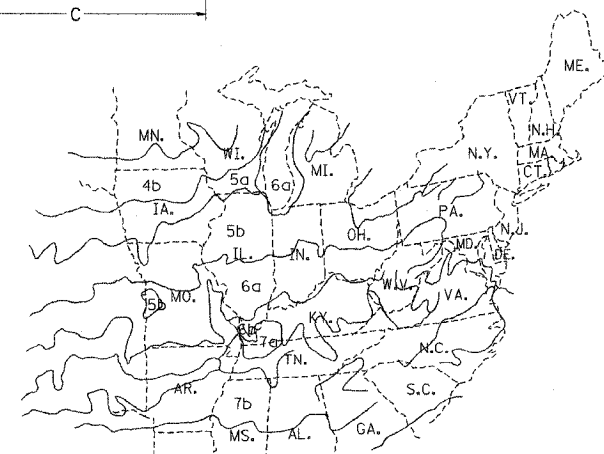 C
ME.
VT.
MN.
N.H.
WI.
MI.
N.Y.
MA.
CT.
4b
5a
6a
IA.
PA.
5b
OH.
N.J.
IL.
IN.
MD.
DE.
6a
W.V.
MO.
VA.
5b
KY.
7a
N.C.
TN.
AR.
S.C.
7b
GA.
MS.
AL.